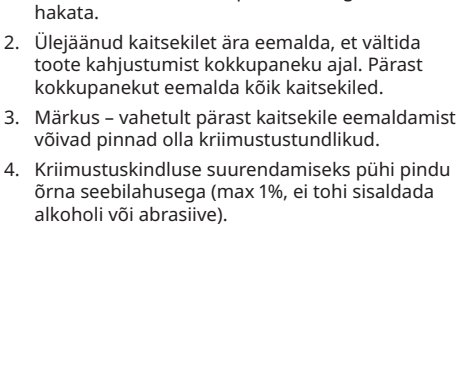 hakata.
2. Ülejäänud kaitsekilet ära eemalda, et vältida
toote kahjustumist kokkupaneku ajal. Pärast
kokkupanekut eemalda kõik kaitsekiled.
3. Märkus – vahetult pärast kaitsekile eemaldamist
võivad pinnad olla kriimustustundlikud.
4. Kriimustuskindluse suurendamiseks pühi pindu
õrna seebilahusega (max 1%, ei tohi sisaldada
alkoholi või abrasiive).